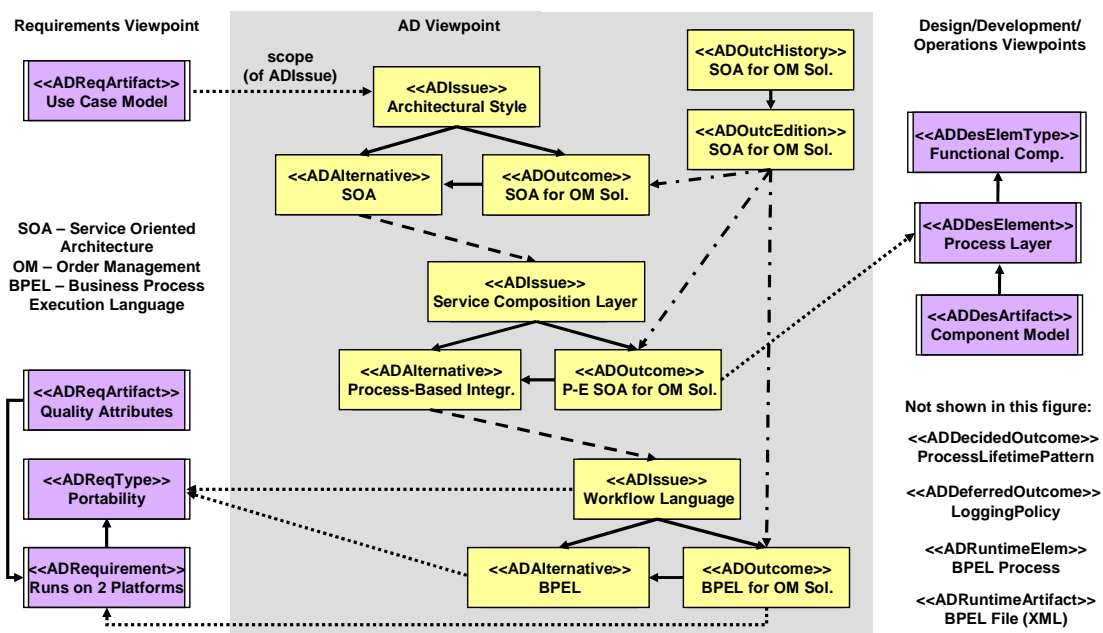 Requirements Viewpoint
<<ADReqArtifact>>
Use Case Model
SOA – Service Oriented
Architecture
OM – Order Management
BPEL – Business Process
Execution Language
<<ADReqArtifact>>
Quality Attributes
<<ADReqType>>
Portability
<<ADRequirement>>
Runs on 2 Platforms
AD Viewpoint
scope
(of ADIssue)
<<ADIssue>>
Architectural Style
<<ADOutcHistory>>
SOA for OM Sol.
<<ADOutcEdition>>
SOA for OM Sol.
<<ADAlternative>>
SOA
<<ADOutcome>>
SOA for OM Sol.
<<ADIssue>>
Service Composition Layer
<<ADAlternative>>
Process-Based Integr.
<<ADOutcome>>
P-E SOA for OM Sol.
<<ADIssue>>
Workflow Language
<<ADAlternative>>
BPEL
<<ADOutcome>>
BPEL for OM Sol.
Design/Development/
Operations Viewpoints
<<ADDesElemType>>
Functional Comp.
<<ADDesElement>>
Process Layer
<<ADDesArtifact>>
Component Model
Not shown in this figure:
<<ADDecidedOutcome>>
ProcessLifetimePattern
<<ADDeferredOutcome>>
LoggingPolicy
<<ADRuntimeElem>>
BPEL Process
<<ADRuntimeArtifact>>
BPEL File (XML)